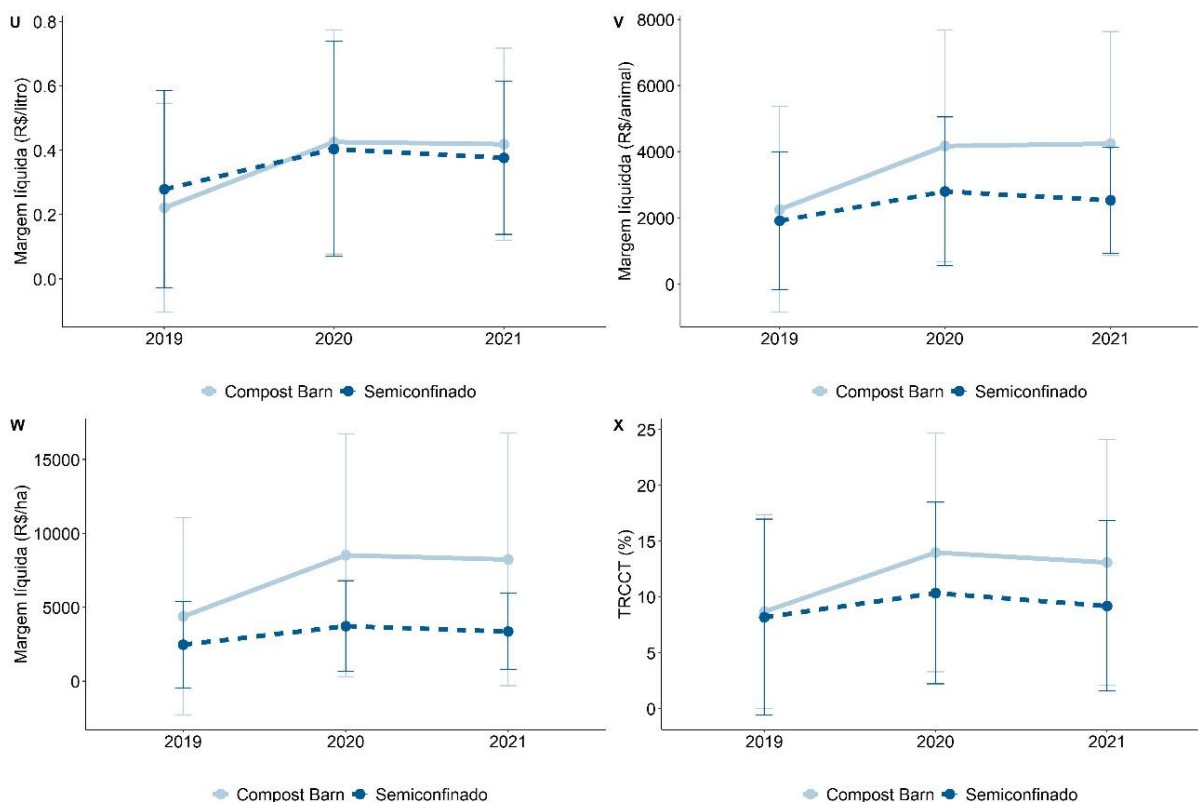 U
Margem líquida (R$/litro)
0.8
0.6
0.4
0.2
0.0
2019 2020 2021
Compost Barn Semiconfinado
V
Margem líquidda (R$/animal)
8000
6000
4000
2000
0
2019 2020 2021
Compost Barn Semiconfinado
W
Margem líquida (R$/ha)
15000
10000
5000
0
2019 2020 2021
Compost Barn Semiconfinado
X
TRCCT (%)
25
20
15
10
5
0
2019 2020 2021
Compost Barn Semiconfinado